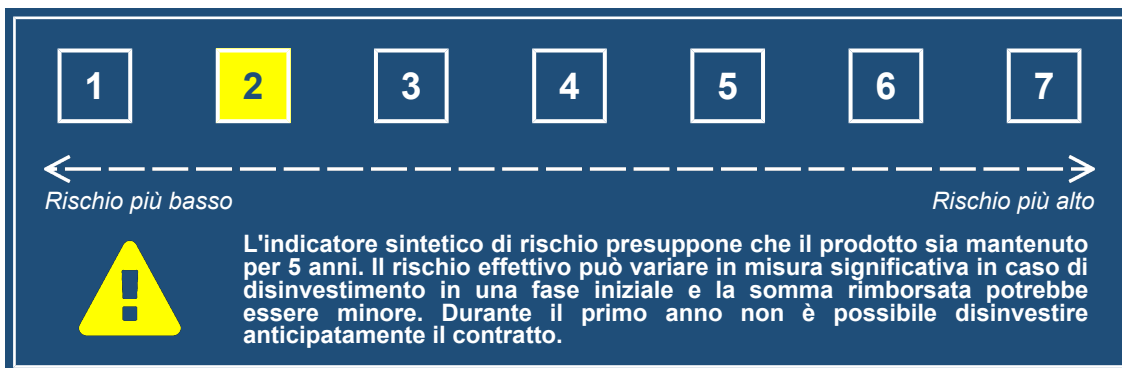 1 2 3 4 5 6 7
Rischio più basso Rischio più alto
L'indicatore sintetico di rischio presuppone che il prodotto sia mantenuto
per 5 anni. Il rischio effettivo può variare in misura significativa in caso di
disinvestimento in una fase iniziale e la somma rimborsata potrebbe
essere minore. Durante il primo anno non è possibile disinvestire
anticipatamente il contratto.